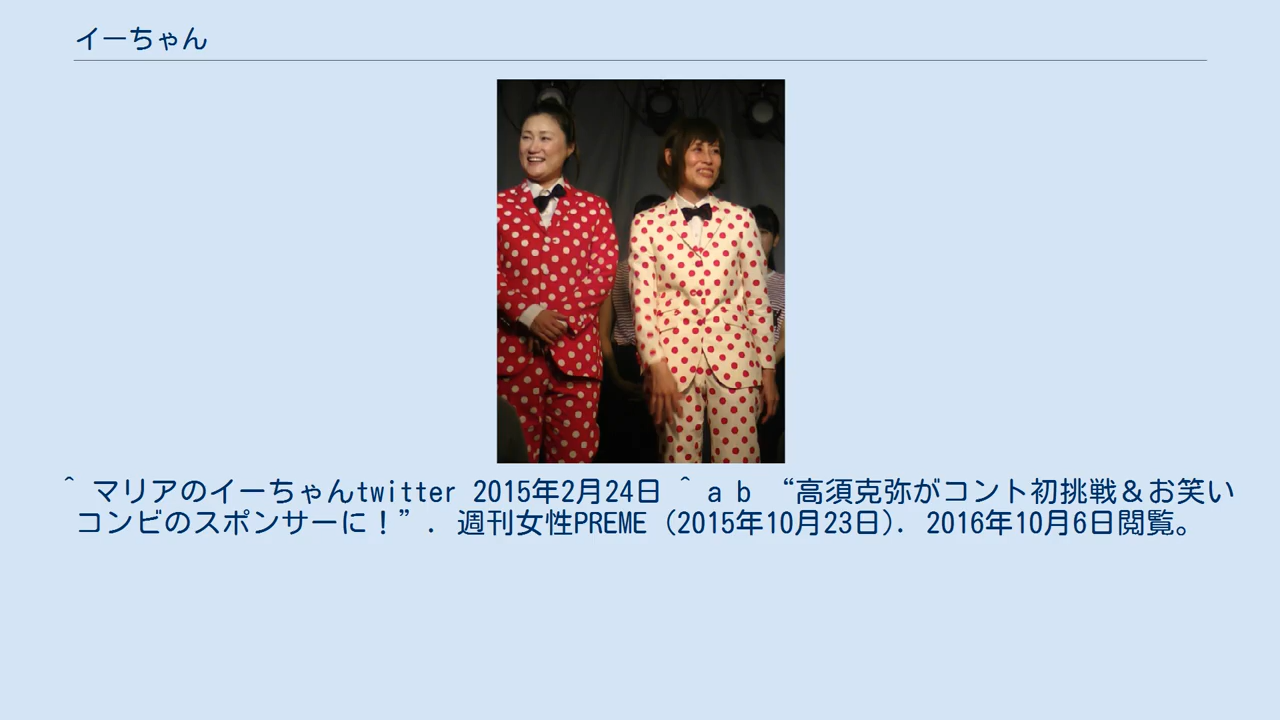 イーちゃん
^ マリアのイーちゃんtwitter 2015年2月24日 ^ a b “高須克弥がコント初挑戦＆お笑い
コンビのスポンサーに！”. 週刊女性PREME (2015年10月23日). 2016年10月6日閲覧。